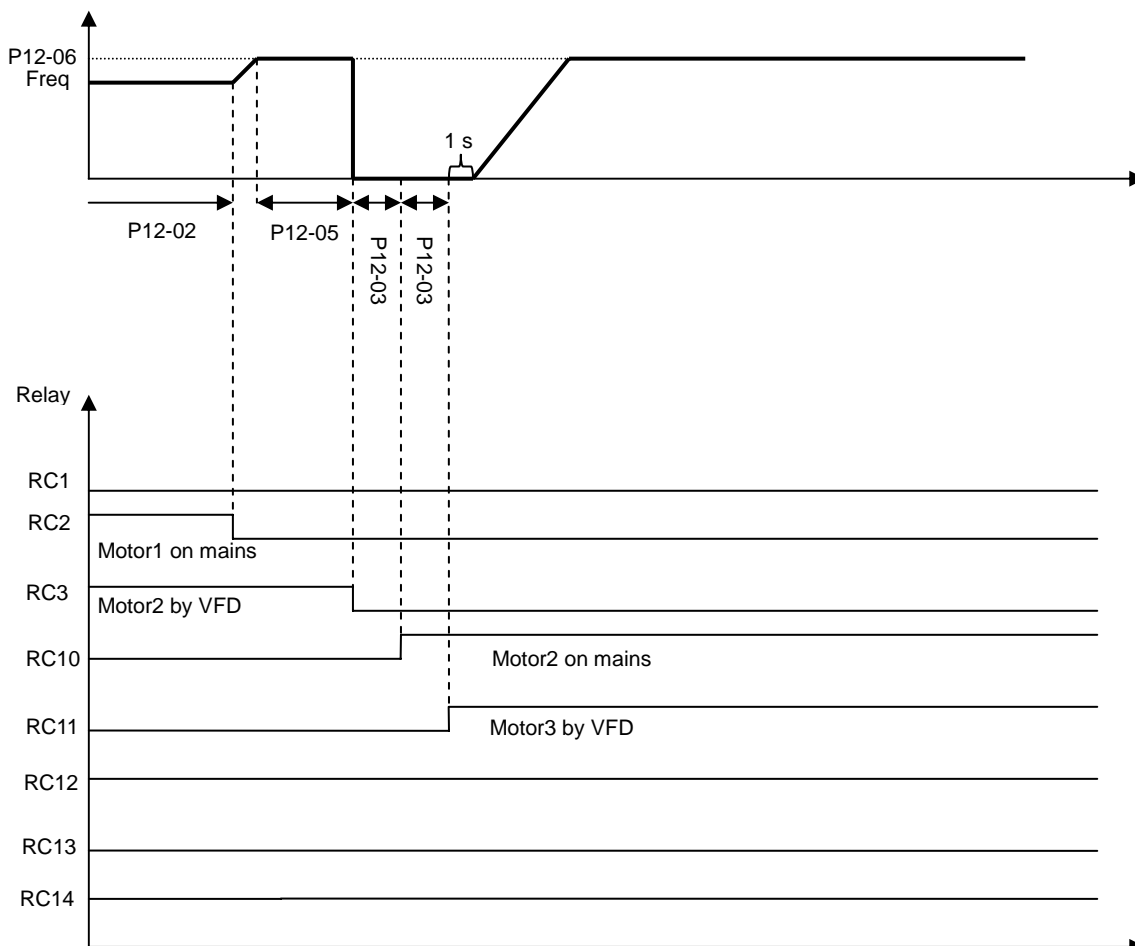 P12-06
Freq
1 s
P12-02
P12-05
P12-03
P12-03
Relay
RC1
RC2
Motor1 on mains
RC3
Motor2 by VFD
RC10
Motor2 on mains
RC11
Motor3 by VFD
RC12
RC13
RC14